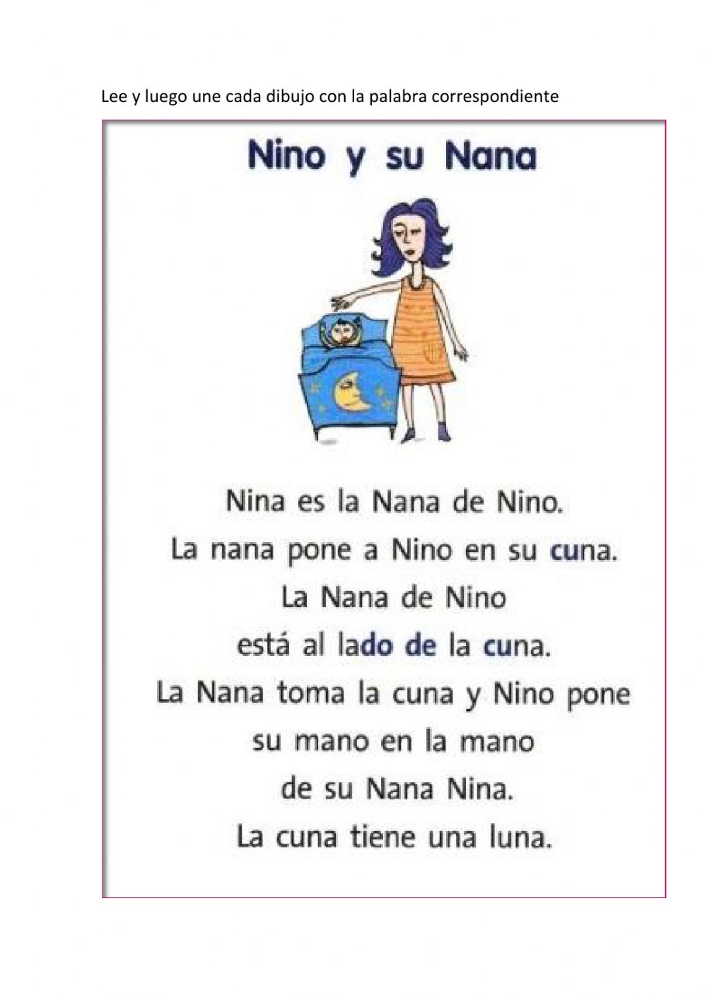 Lee y luego une cada dibujo con la palabra correspondiente
Nino y su Nana
Nina es la Nana de Nino.
La nana pone a Nino en su cuna.
La Nana de Nino
está al lado de la cuna.
La Nana toma la cuna y Nino pone
su mano en la mano
de su Nana Nina.
La cuna tiene una luna.